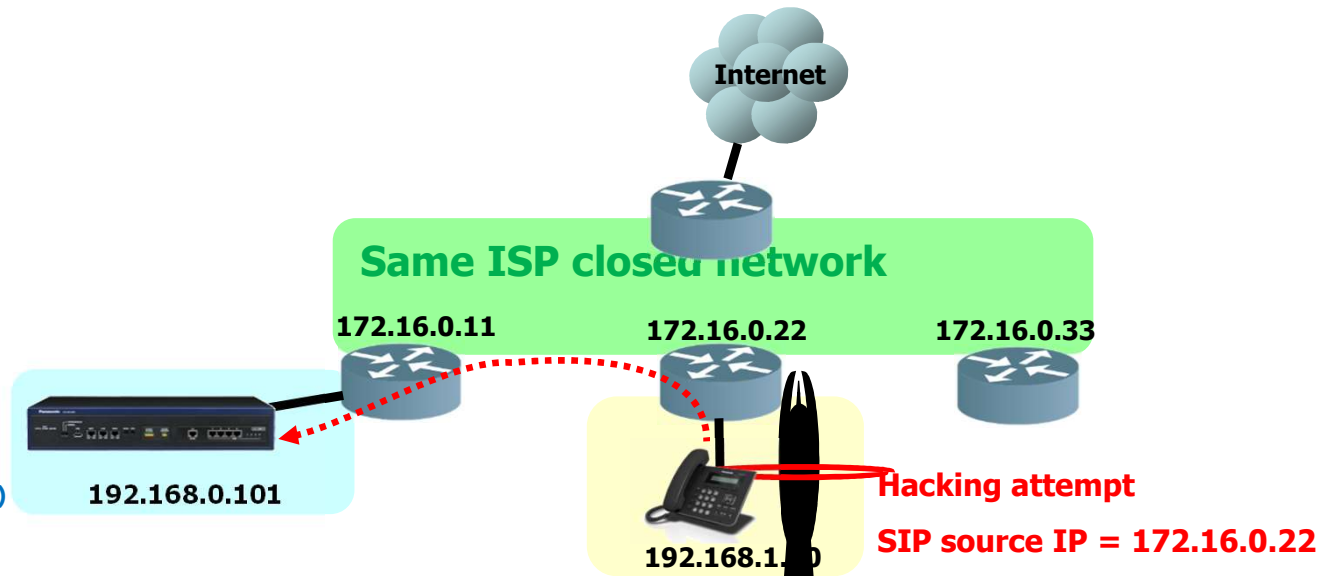 Internet
Same ISP closed network
172.16.0.11
172.16.0.22
172.16.0.33
Panasonic
)
192.168.0.101
Hacking attempt
SIP source IP = 172.16.0.22